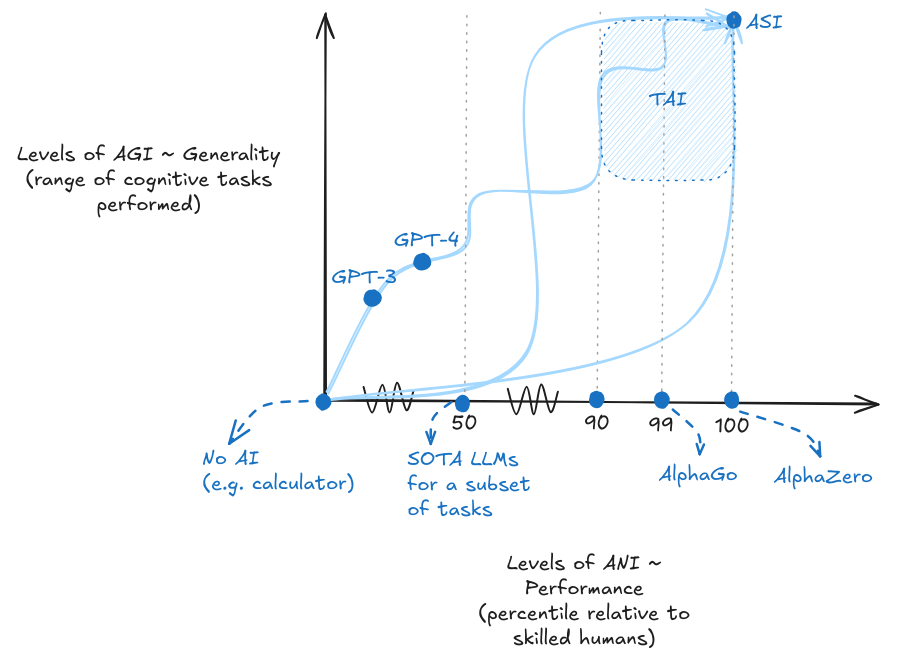 ASI
TAI
Levels of AGI ~ Generality
(range of cognitive tasks
performed)
GPT-4
GPT-3
50
90
99
100
No AI
(e.g. calculator)
SOTA LLMs
for a subset
of tasks
AlphaGo
AlphaZero
Levels of ANI ~
Performance
(percentile relative to
skilled humans)